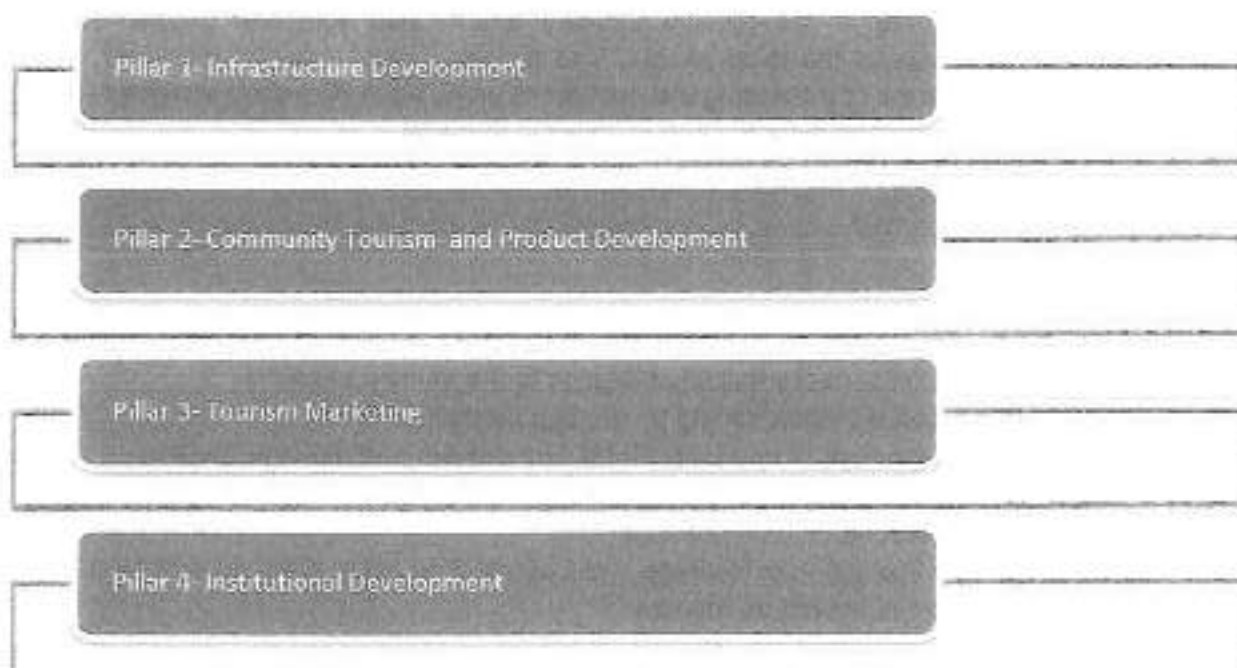 Pillar 1- Infrastructure Development
Pillar 2- Community Tourism and Product Development
Pillar 3- Tourism Marketing
Pillar 4- Institutional Development